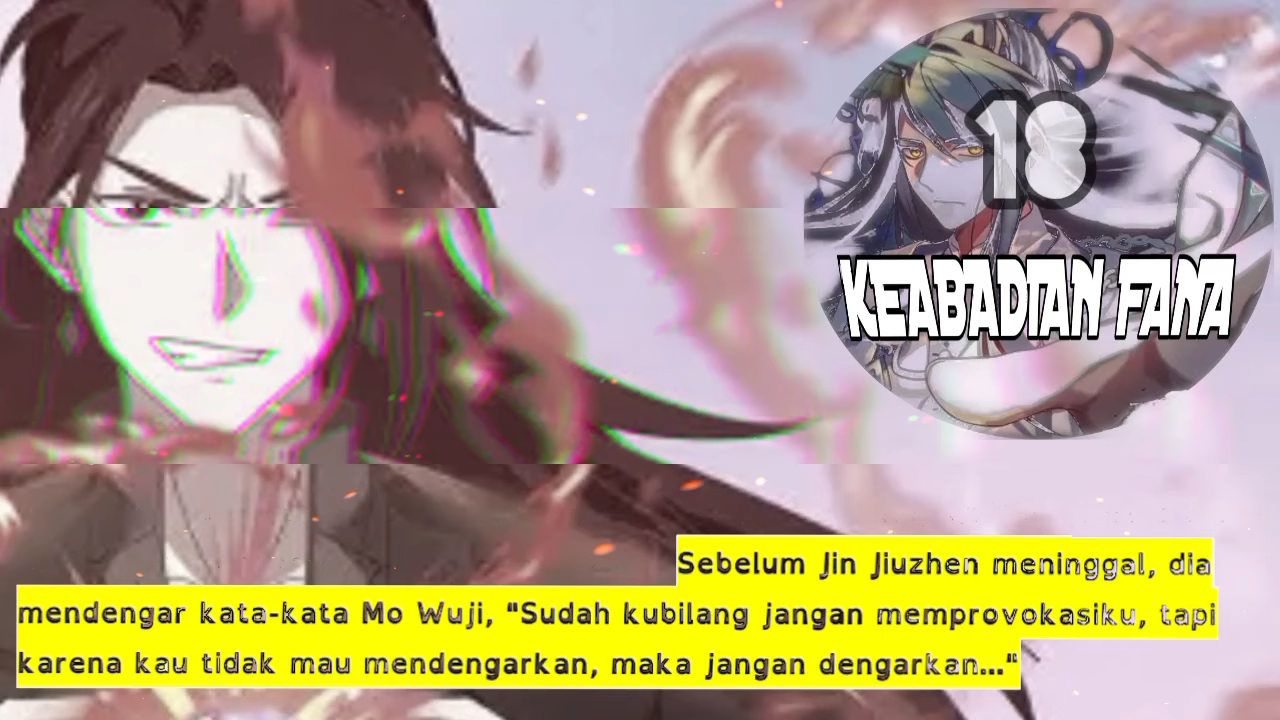 18
KEABADIAN FANA
Sebelum Jin Jiuzhen meninggal, dia
mendengar kata-kata Mo Wuji, "Sudah kubilang jangan memprovokasiku, tapi
karena kau tidak mau mendengarkan, maka jangan dengarkan..."